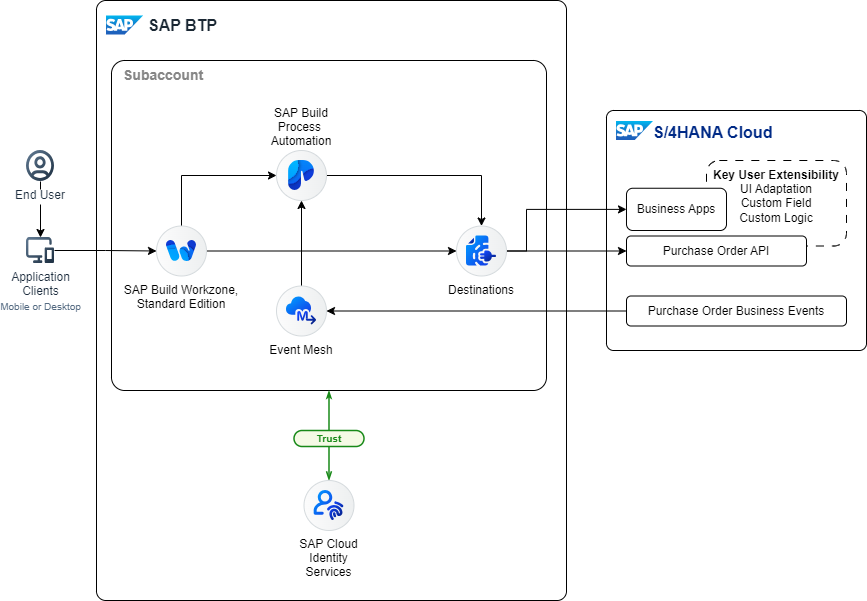 SAP
SAP BTP
Subaccount
SAP Build
Process
Automation
SAP
S/4HANA Cloud
Key User Extensibility
UI Adaptation
Custom Field
Custom Logic
Business Apps
End User
Purchase Order API
Application
Clients
Mobile or Desktop
SAP Build Workzone,
Standard Edition
Destinations
M
Purchase Order Business Events
Event Mesh
Trust
SAP Cloud
Identity
Services